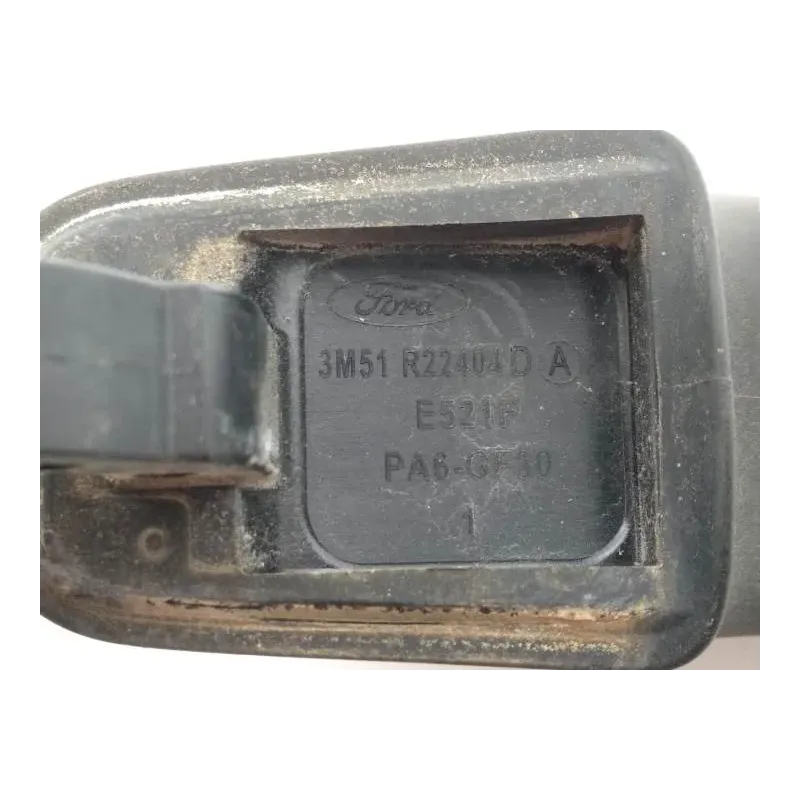 Ford
3M51 R22404 D A
E521F
PA6-GF30
1